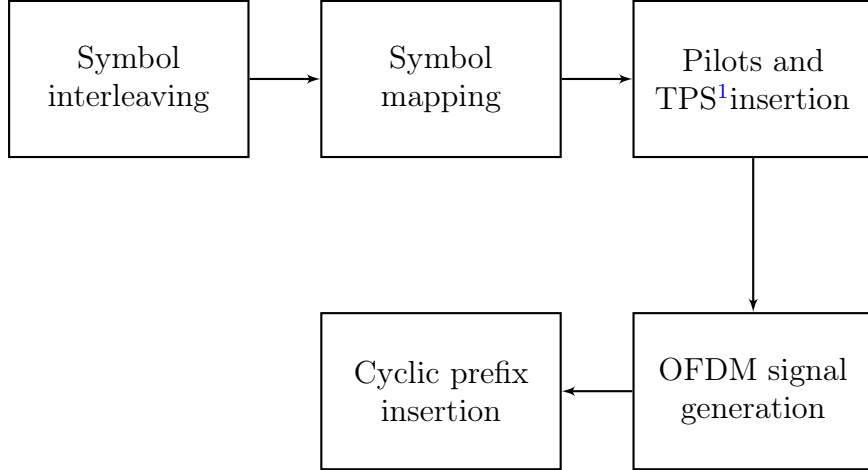 Symbol
interleaving
Symbol
mapping
Pilots and
TPS¹insertion
OFDM signal
generation
Cyclic prefix
insertion